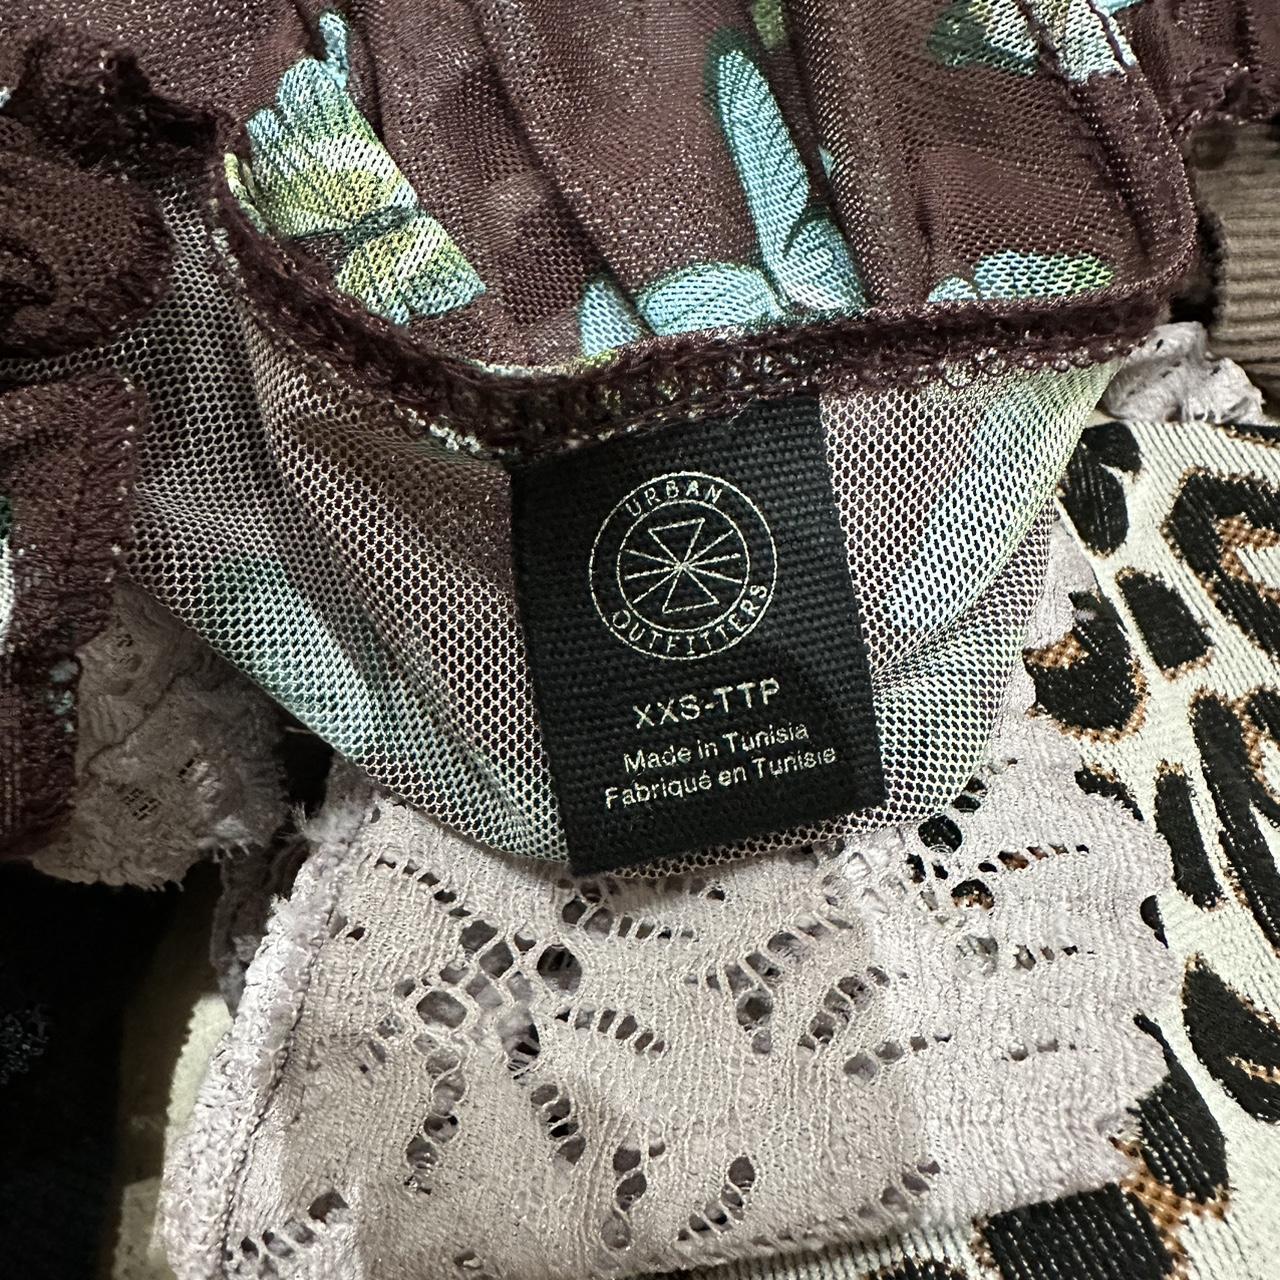 URBAN
OUTFITTERS
XXS-TTP
Made in Tunisia
Fabriqué en Tunisie